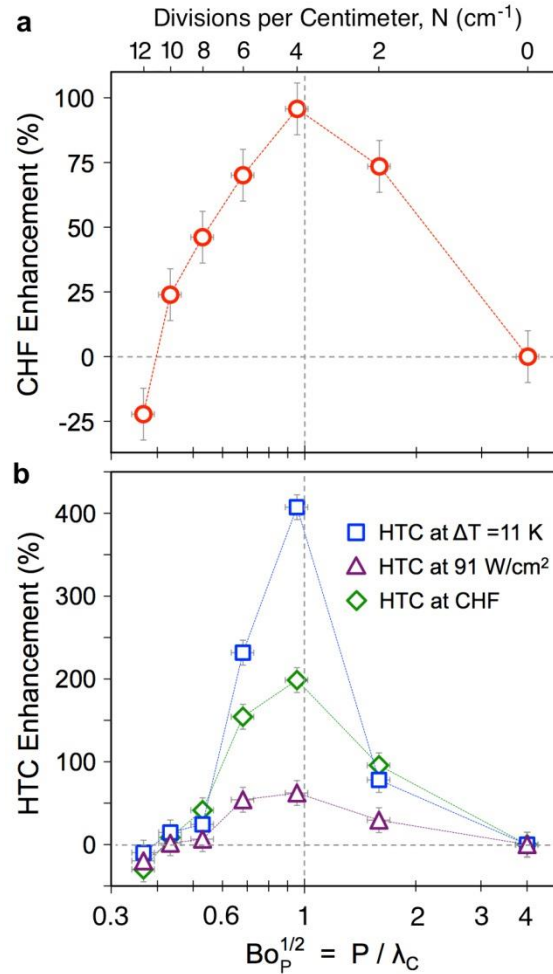 Divisions per Centimeter, N (cm⁻¹)
a
12 10 8 6 4 2 0
CHF Enhancement (%)
100
75
50
25
0
-25
b
HTC Enhancement (%)
400
300
200
100
0
HTC at ΔT =11 K
HTC at 91 W/cm²
HTC at CHF
0.3 0.6 1 2 3 4
Bo_P^{1/2} = P / λ_C